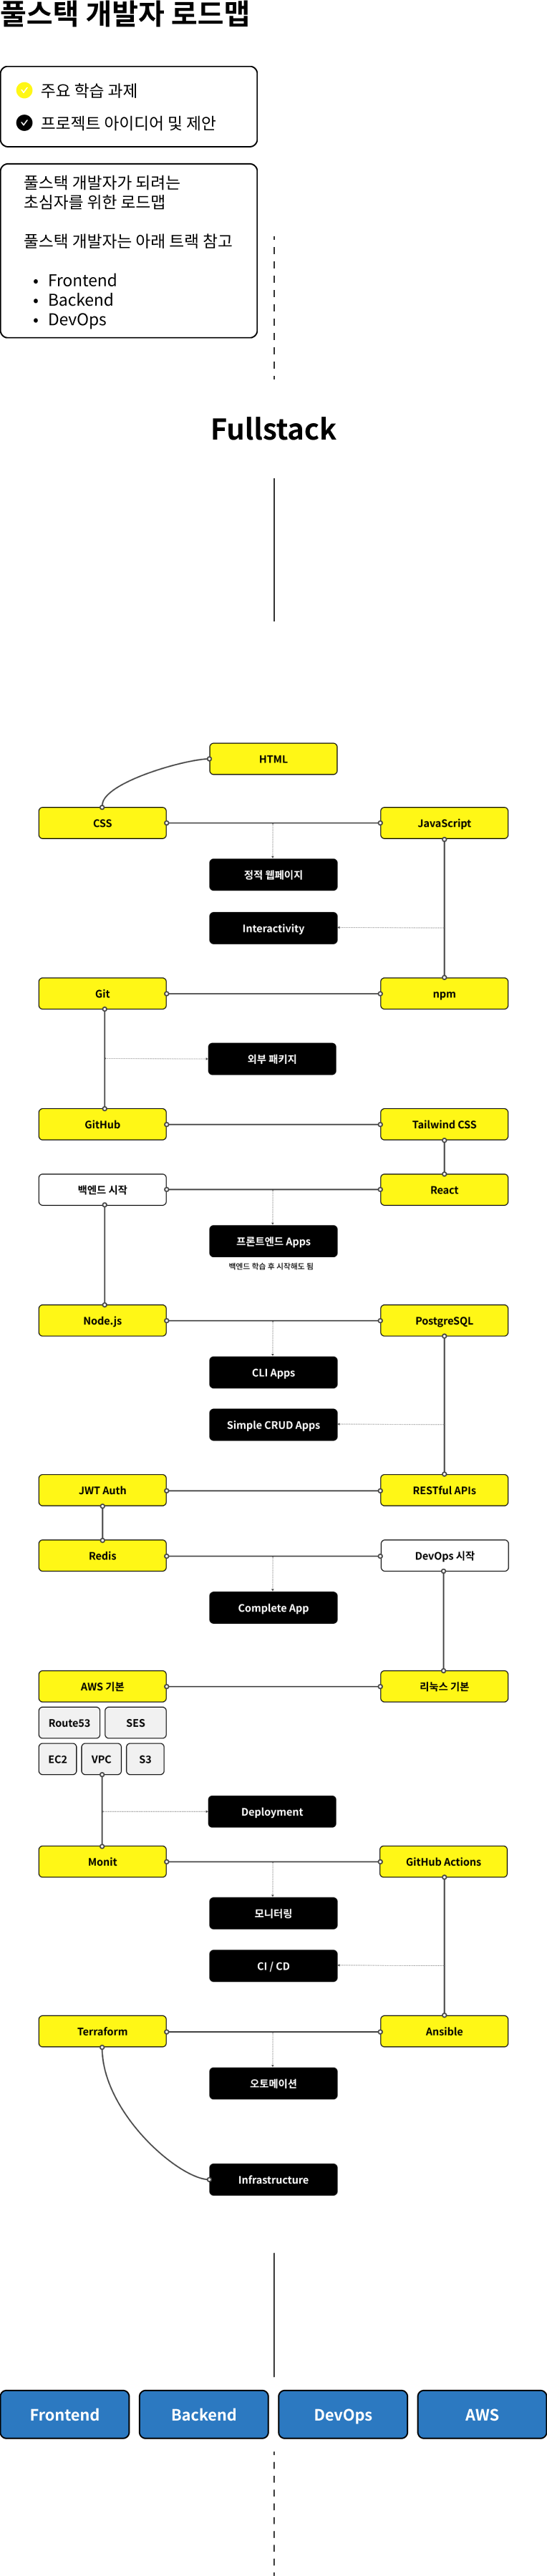 풀스택 개발자 로드맵
주요 학습 과제
프로젝트 아이디어 및 제안
풀스택 개발자가 되려는
초심자를 위한 로드맵
풀스택 개발자는 아래 트랙 참고
• Frontend
• Backend
• DevOps
Fullstack
HTML
CSS
JavaScript
정적 웹페이지
Interactivity
Git
npm
외부 패키지
GitHub
Tailwind CSS
백엔드 시작
React
프론트엔드 Apps
백엔드 학습 후 시작해도 됨
Node.js
PostgreSQL
CLI Apps
Simple CRUD Apps
JWT Auth
RESTful APIs
Redis
DevOps 시작
Complete App
AWS 기본
리눅스 기본
Route53
SES
EC2
VPC
S3
Deployment
Monit
GitHub Actions
모니터링
CI / CD
Terraform
Ansible
오토메이션
Infrastructure
Frontend
Backend
DevOps
AWS